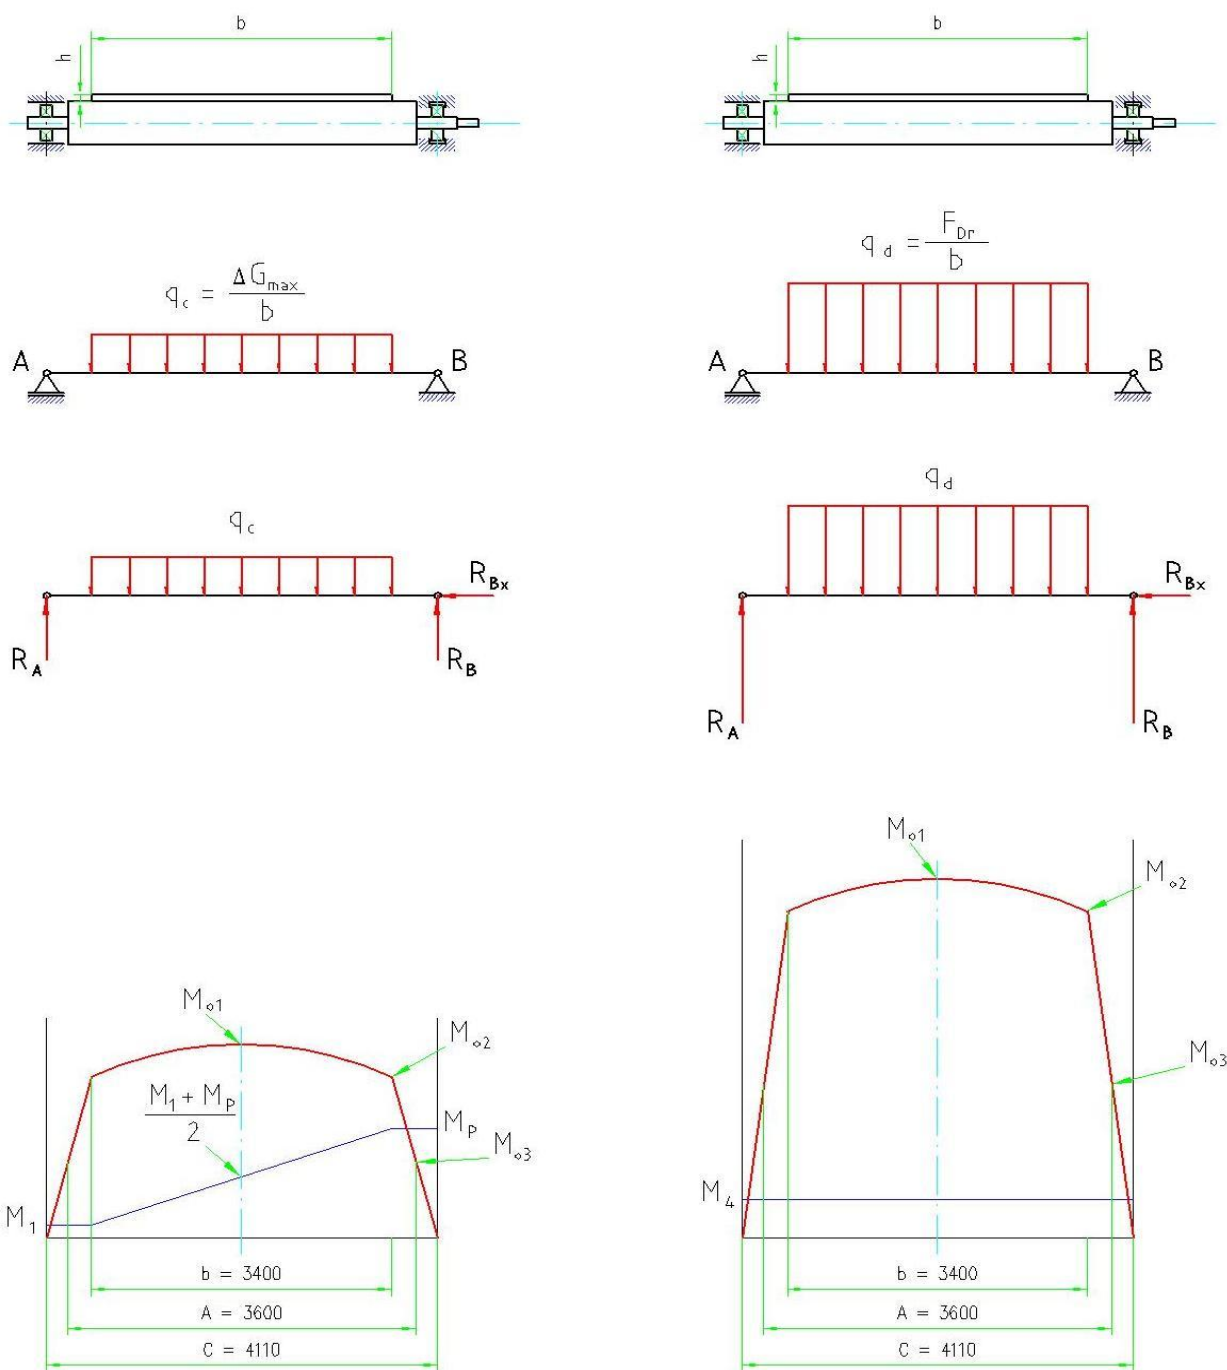 b
h
q_c = ΔG_max / b
A
B
q_c
R_Bx
R_A
R_B
M_o1
M_o2
(M_1 + M_P) / 2
M_P
M_o3
M_1
b = 3400
A = 3600
C = 4110
b
h
q_d = F_Dr / b
A
B
q_d
R_Bx
R_A
R_B
M_o1
M_o2
M_o3
M_4
b = 3400
A = 3600
C = 4110